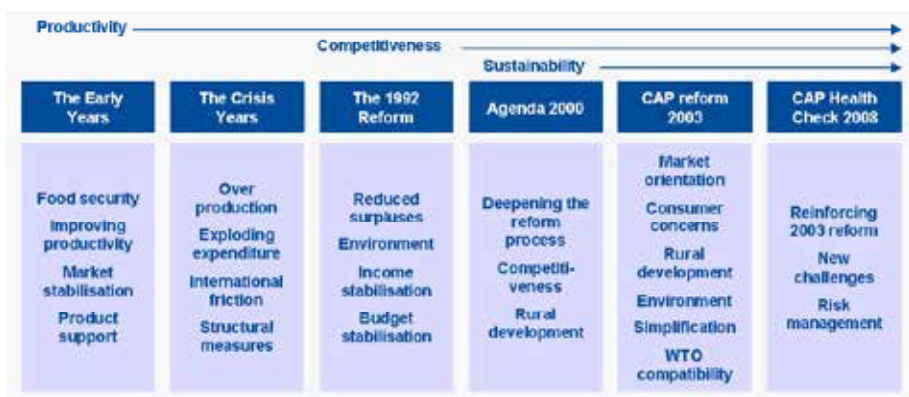 Productivity
Competitiveness
Sustainability
The Early
Years
The Crisis
Years
The 1992
Reform
Agenda 2000
CAP reform
2003
CAP Health
Check 2008
Food security
Improving
productivity
Market
stabilisation
Product
support
Over
production
Exploding
expenditure
International
friction
Structural
measures
Reduced
surpluses
Environment
Income
stabilisation
Budget
stabilisation
Deepening the
reform
process
Competiti-
veness
Rural
development
Market
orientation
Consumer
concerns
Rural
development
Environment
Simplification
WTO
compatibility
Reinforcing
2003 reform
New
challenges
Risk
management